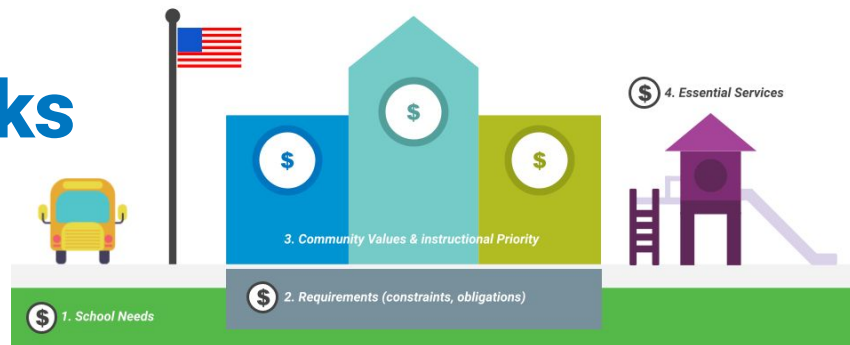 ks
$ 4. Essential Services
$
$
$
3. Community Values & instructional Priority
$ 2. Requirements (constraints, obligations)
$ 1. School Needs